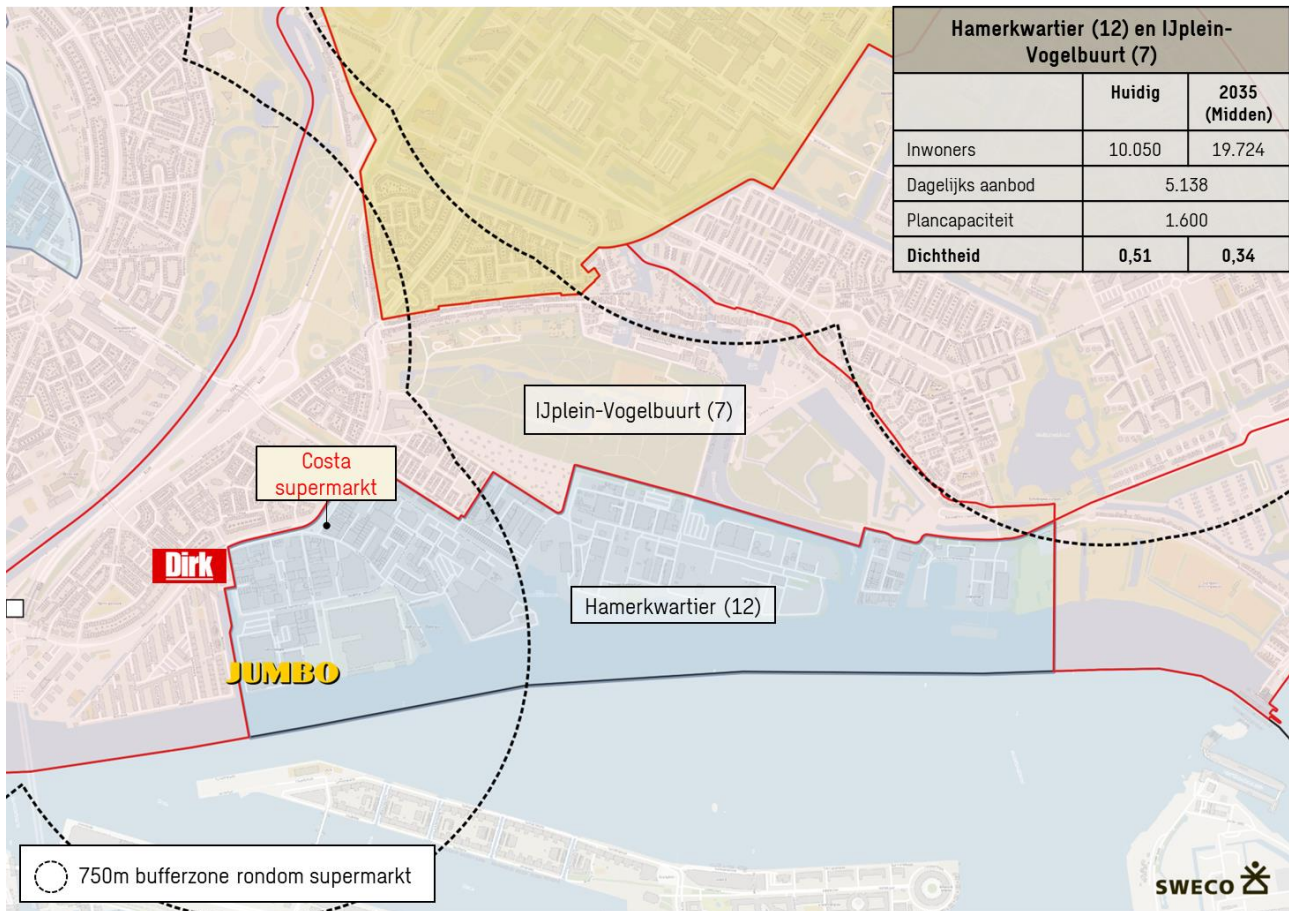 Hamerkwartier (12) en IJplein-
Vogelbuurt (7)
Huidig 2035
(Midden)
Inwoners 10.050 19.724
Dagelijks aanbod 5.138
Plancapaciteit 1.600
Dichtheid 0,51 0,34
IJplein-Vogelbuurt (7)
Costa
supermarkt
Dirk
Hamerkwartier (12)
JUMBO
750m bufferzone rondom supermarkt
SWECO